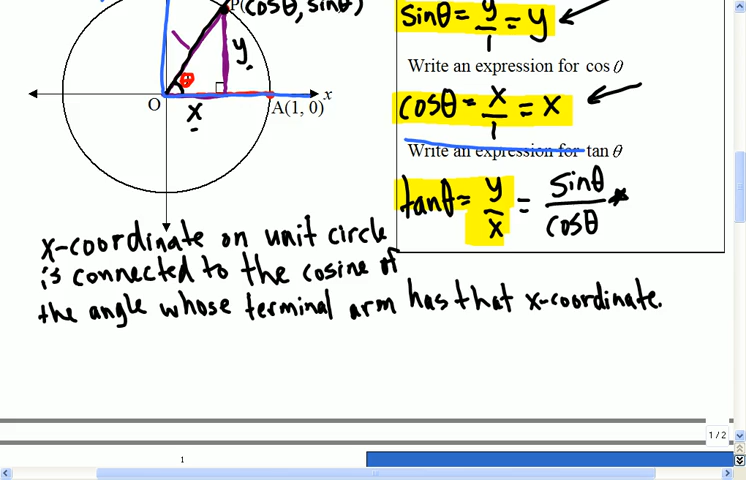 P(cosθ, sinθ)
sinθ = y/1 = y
y
Write an expression for cos θ
θ
x
O
A(1, 0)
x
cosθ = x/1 = x
Write an expression for tan θ
tanθ = y/x = sinθ/cosθ *
x-coordinate on unit circle
is connected to the cosine of
the angle whose terminal arm has that x-coordinate.
1 / 2
1